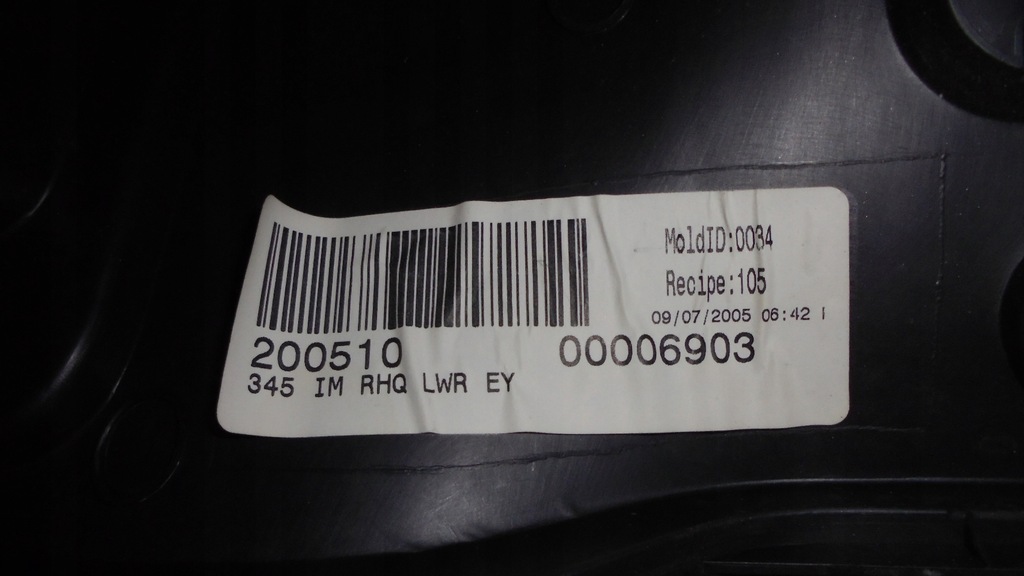 MoldID:0034
Recipe:105
09/07/2005 06:42
200510 00006903
345 IM RHQ LWR EY